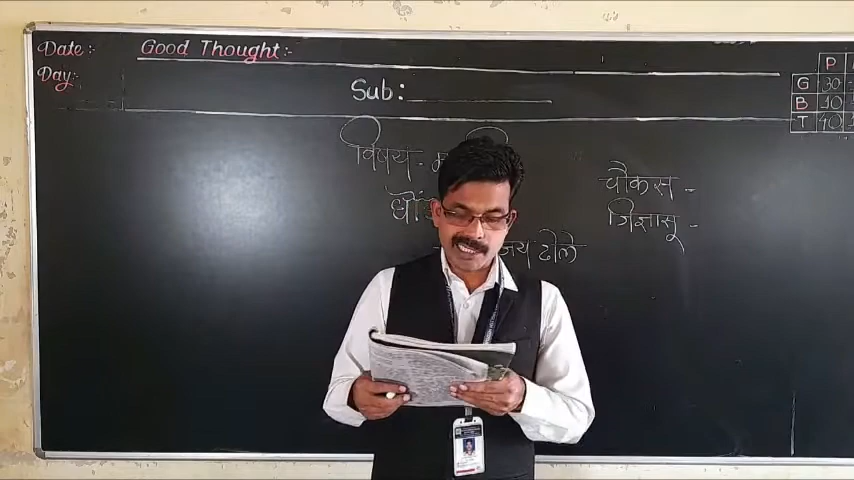 Date:
Good Thought:-
Day:-
Sub:
P
G 30
B 10
T 40
विषय -
चौकस -
जिज्ञासू -
ढोले